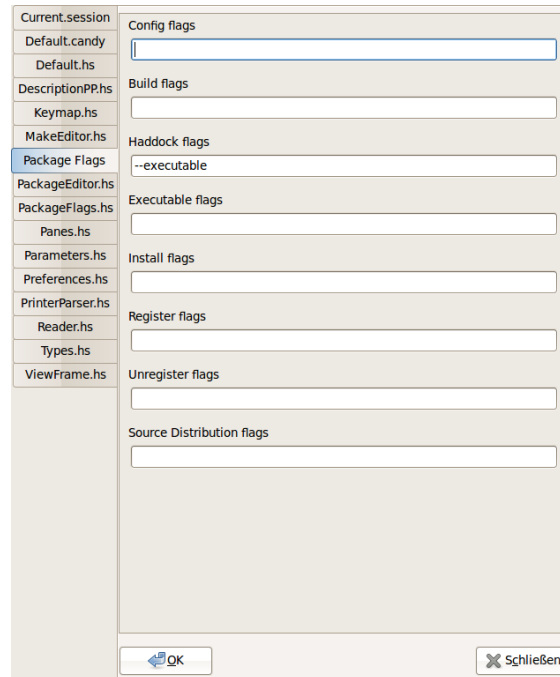 Current.session
Default.candy
Default.hs
DescriptionPP.hs
Keymap.hs
MakeEditor.hs
Package Flags
PackageEditor.hs
PackageFlags.hs
Panes.hs
Parameters.hs
Preferences.hs
PrinterParser.hs
Reader.hs
Types.hs
ViewFrame.hs
Config flags
Build flags
Haddock flags
--executable
Executable flags
Install flags
Register flags
Unregister flags
Source Distribution flags
OK
Schließen